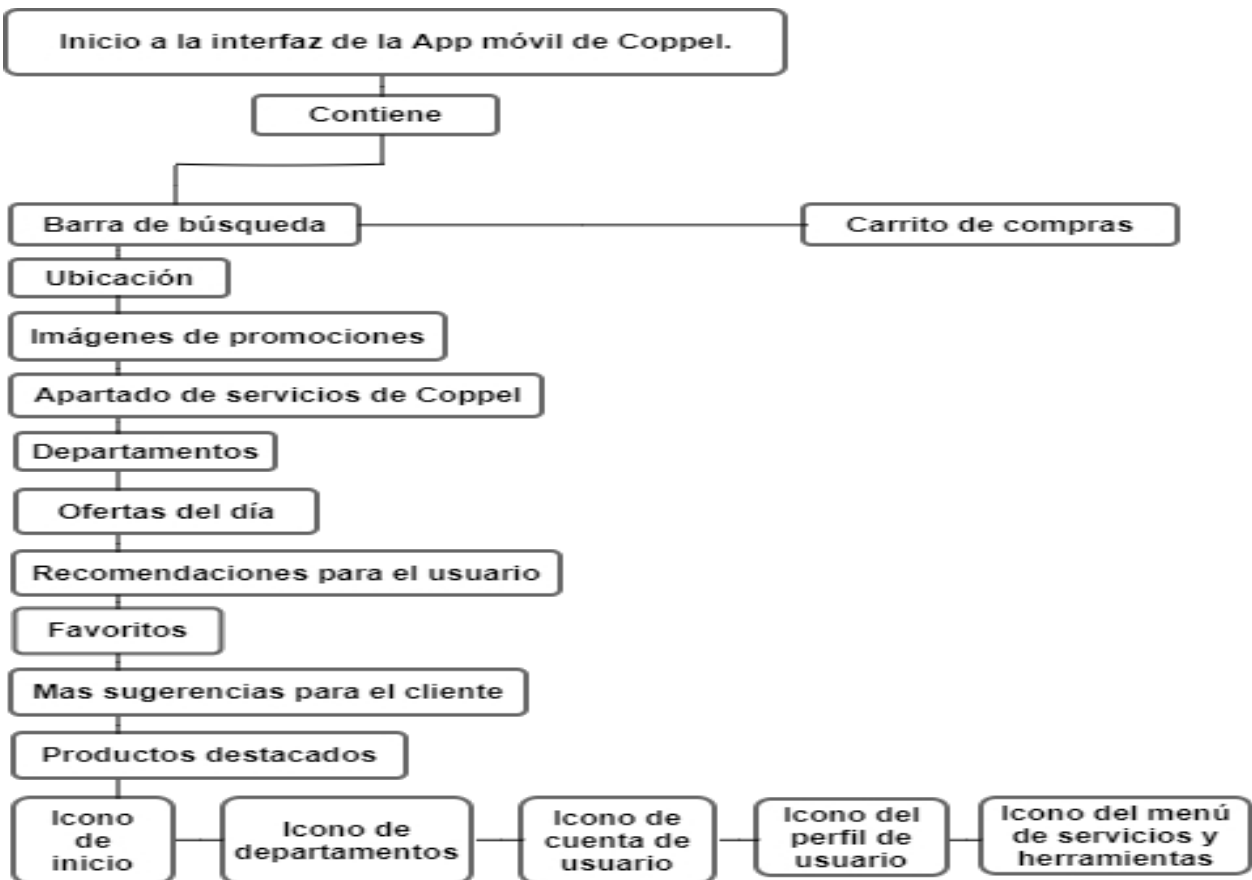 Inicio a la interfaz de la App móvil de Coppel.
Contiene
Barra de búsqueda
Carrito de compras
Ubicación
Imágenes de promociones
Apartado de servicios de Coppel
Departamentos
Ofertas del día
Recomendaciones para el usuario
Favoritos
Mas sugerencias para el cliente
Productos destacados
Icono
de
inicio
Icono de
departamentos
Icono de
cuenta de
usuario
Icono del
perfil de
usuario
Icono del menú
de servicios y
herramientas